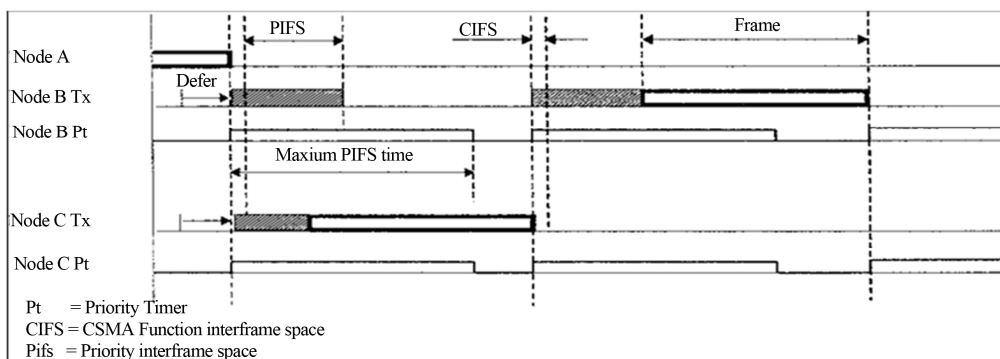 PIFS
CIFS
Frame
Node A
Defer
Node B Tx
Node B Pt
Maxium PIFS time
Node C Tx
Node C Pt
Pt = Priority Timer
CIFS = CSMA Function interframe space
Pifs = Priority interframe space